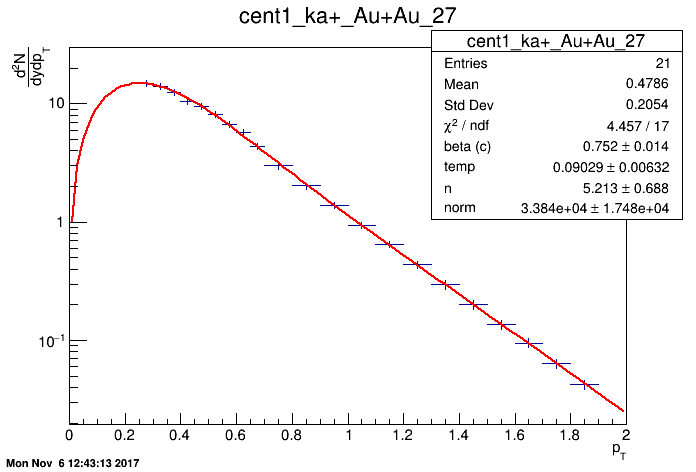 cent1_ka+_Au+Au_27
cent1_ka+_Au+Au_27
Entries 21
Mean 0.4786
Std Dev 0.2054
χ² / ndf 4.457 / 17
beta (c) 0.752 ± 0.014
temp 0.09029 ± 0.00632
n 5.213 ± 0.688
norm 3.384e+04 ± 1.748e+04
d²N
dydp_T
10
1
10⁻¹
0 0.2 0.4 0.6 0.8 1 1.2 1.4 1.6 1.8 2
p_T
Mon Nov 6 12:43:13 2017